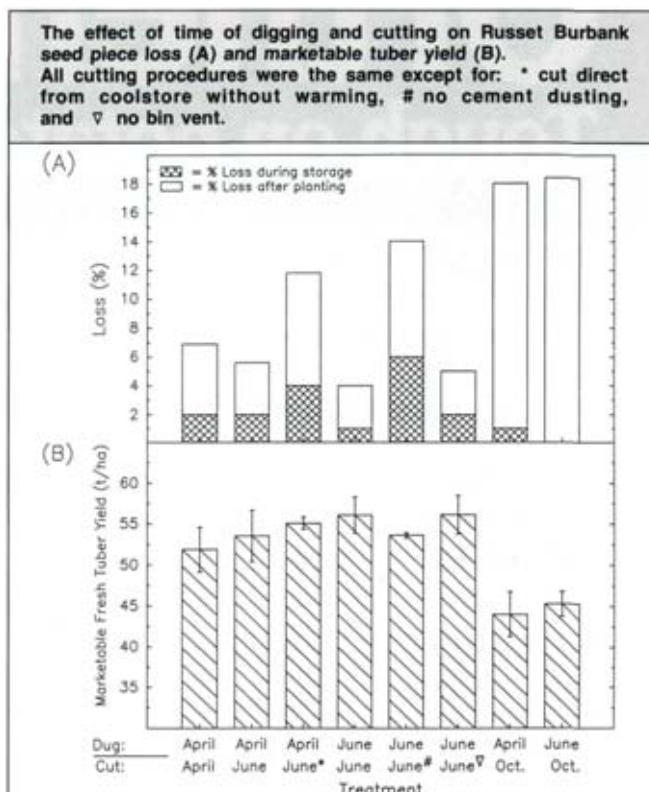 The effect of time of digging and cutting on Russet Burbank
seed piece loss (A) and marketable tuber yield (B).
All cutting procedures were the same except for: * cut direct
from coolstore without warming, # no cement dusting,
and ▽ no bin vent.
(A)
= % Loss during storage
= % Loss after planting
Loss (%)
18
16
14
12
10
8
6
4
2
(B)
Marketable Fresh Tuber Yield (t/ha)
60
55
50
45
40
35
Dug: April April April June June June April June
Cut: April June June* June June# June▽ Oct. Oct.
Treatment